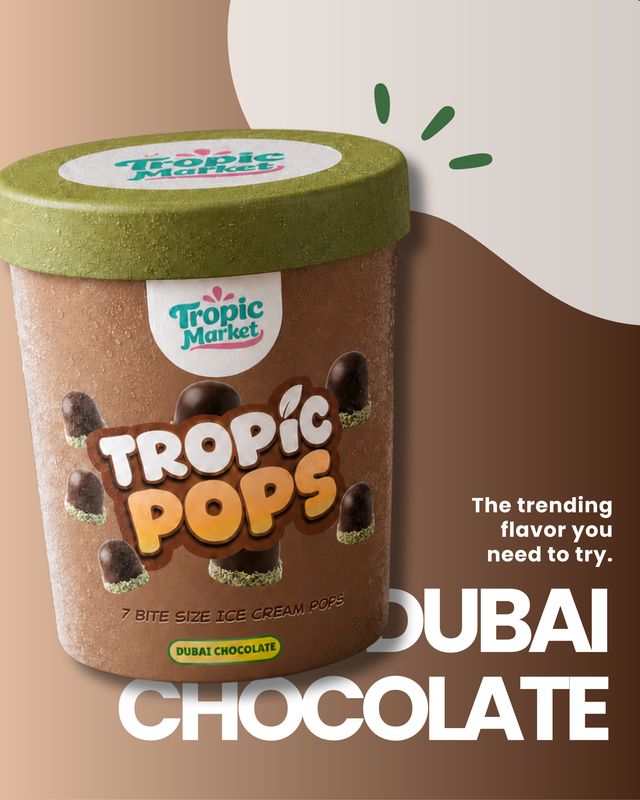 Tropic
Market
Tropic
Market
TROPIC
POPS
7 BITE SIZE ICE CREAM POPS
DUBAI CHOCOLATE
The trending
flavor you
need to try.
DUBAI
CHOCOLATE